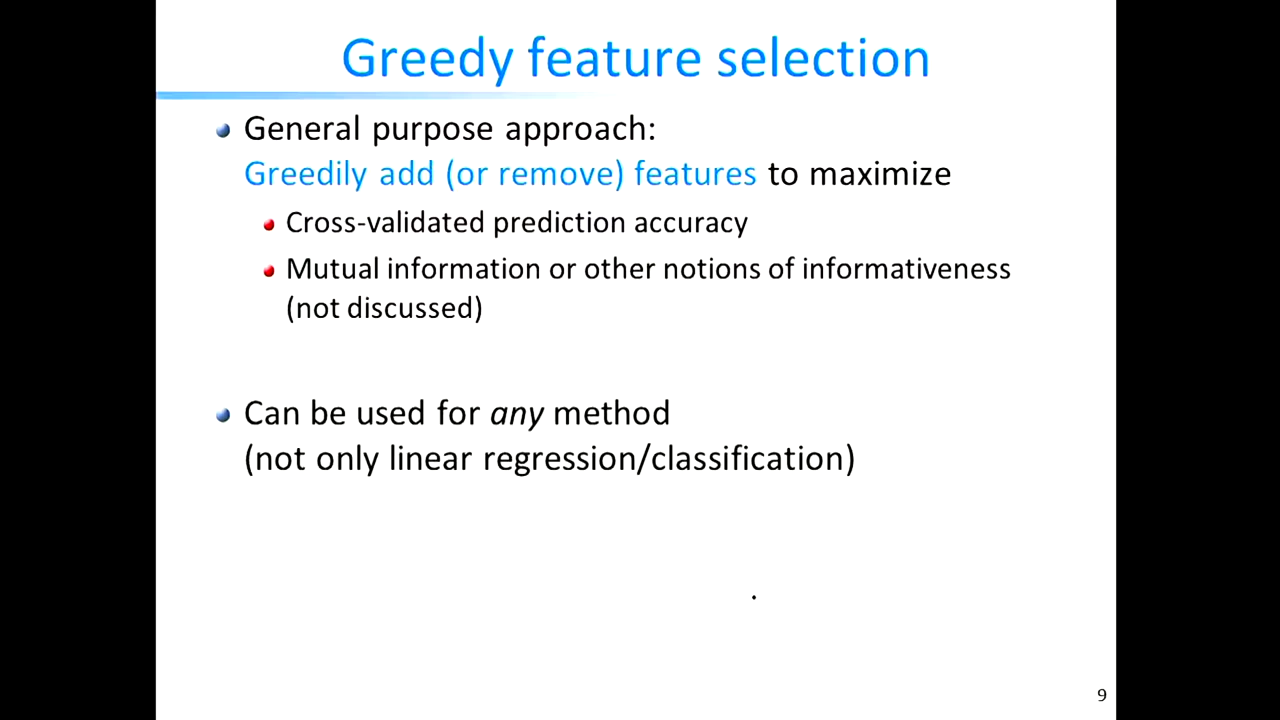 Greedy feature selection
General purpose approach:
Greedily add (or remove) features to maximize
Cross-validated prediction accuracy
Mutual information or other notions of informativeness
(not discussed)
Can be used for any method
(not only linear regression/classification)
9